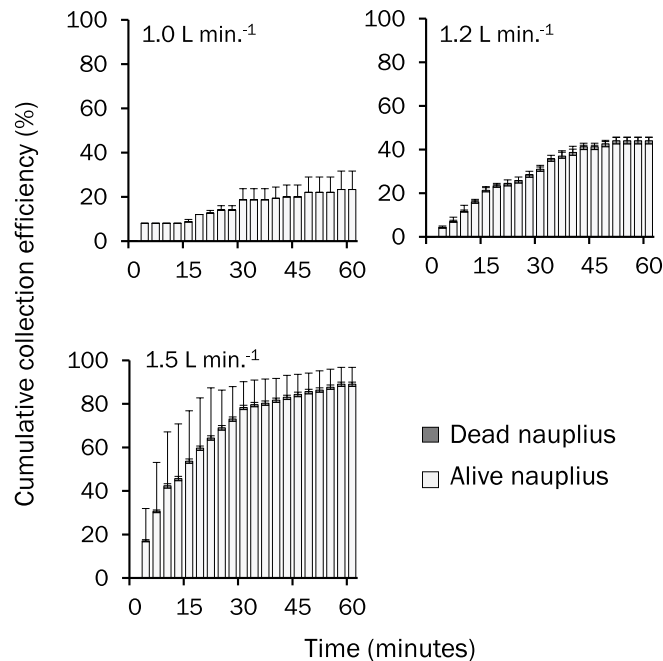 Cumulative collection efficiency (%)
1.0 L min.-1
100
80
60
40
20
0
0 15 30 45 60
1.2 L min.-1
100
80
60
40
20
0
0 15 30 45 60
1.5 L min.-1
100
80
60
40
20
0
0 15 30 45 60
Dead nauplius
Alive nauplius
Time (minutes)